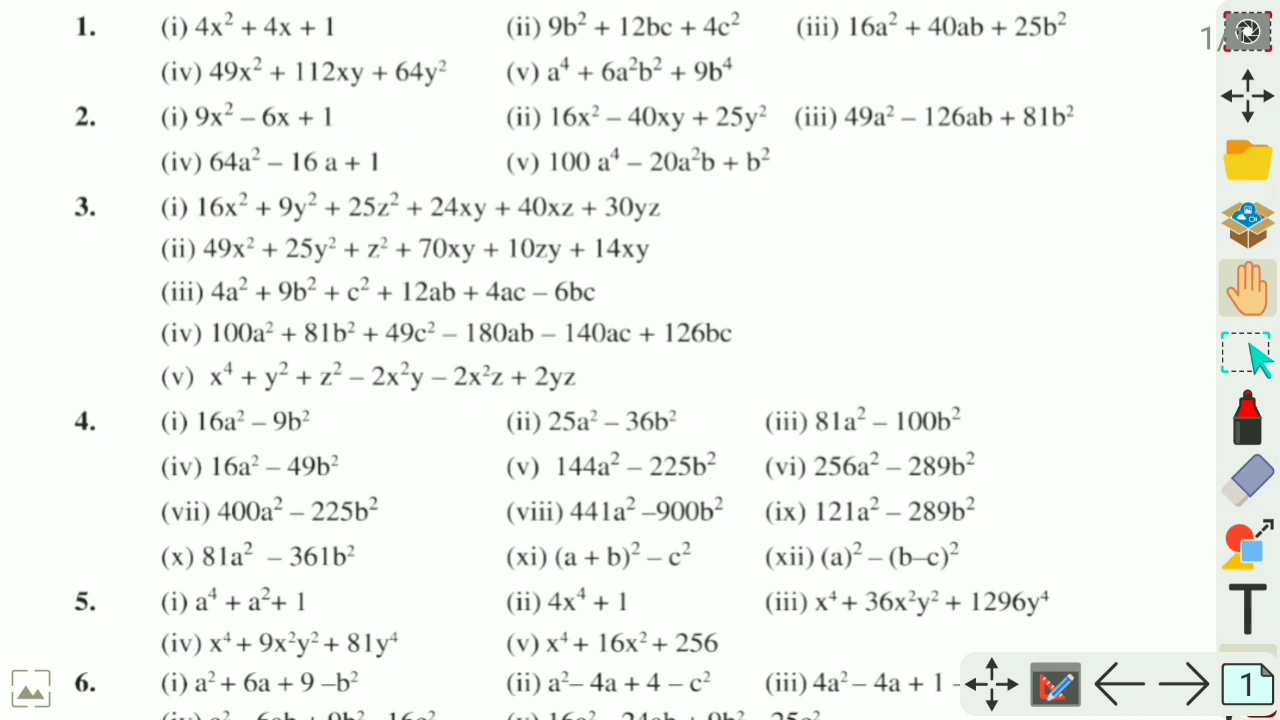 1. (i) 4x² + 4x + 1 (ii) 9b² + 12bc + 4c² (iii) 16a² + 40ab + 25b² 1/
(iv) 49x² + 112xy + 64y² (v) a⁴ + 6a²b² + 9b⁴
2. (i) 9x² – 6x + 1 (ii) 16x² – 40xy + 25y² (iii) 49a² – 126ab + 81b²
(iv) 64a² – 16 a + 1 (v) 100 a⁴ – 20a²b + b²
3. (i) 16x² + 9y² + 25z² + 24xy + 40xz + 30yz
(ii) 49x² + 25y² + z² + 70xy + 10zy + 14xy
(iii) 4a² + 9b² + c² + 12ab + 4ac – 6bc
(iv) 100a² + 81b² + 49c² – 180ab – 140ac + 126bc
(v) x⁴ + y² + z² – 2x²y – 2x²z + 2yz
4. (i) 16a² – 9b² (ii) 25a² – 36b² (iii) 81a² – 100b²
(iv) 16a² – 49b² (v) 144a² – 225b² (vi) 256a² – 289b²
(vii) 400a² – 225b² (viii) 441a² –900b² (ix) 121a² – 289b²
(x) 81a² – 361b² (xi) (a + b)² – c² (xii) (a)² – (b–c)²
5. (i) a⁴ + a²+ 1 (ii) 4x⁴ + 1 (iii) x⁴ + 36x²y² + 1296y⁴
(iv) x⁴ + 9x²y² + 81y⁴ (v) x⁴ + 16x² + 256
6. (i) a² + 6a + 9 –b² (ii) a²– 4a + 4 – c² (iii) 4a² – 4a + 1 -
T
1